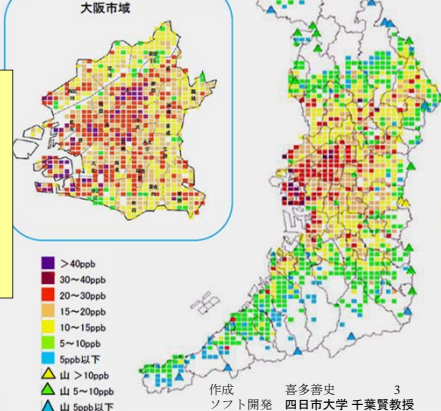 大阪市域
>40ppb
30~40ppb
20~30ppb
15~20ppb
10~15ppb
5~10ppb
5ppb以下
山 >10ppb
山 5~10ppb
山 5ppb以下
作成 喜多善史 3
ソフト開発 四日市大学 千葉賢教授